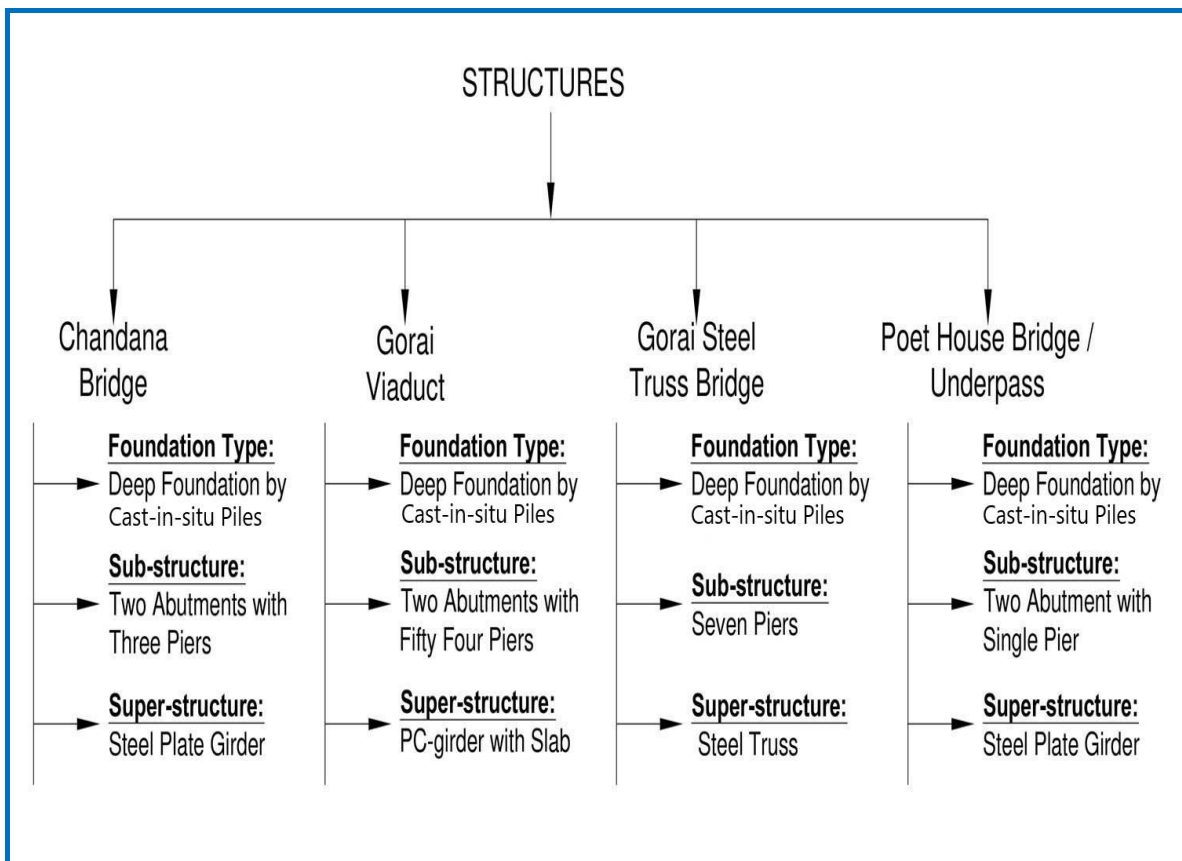 STRUCTURES
Chandana
Bridge
Foundation Type:
Deep Foundation by
Cast-in-situ Piles
Sub-structure:
Two Abutments with
Three Piers
Super-structure:
Steel Plate Girder
Gorai
Viaduct
Foundation Type:
Deep Foundation by
Cast-in-situ Piles
Sub-structure:
Two Abutments with
Fifty Four Piers
Super-structure:
PC-girder with Slab
Gorai Steel
Truss Bridge
Foundation Type:
Deep Foundation by
Cast-in-situ Piles
Sub-structure:
Seven Piers
Super-structure:
Steel Truss
Poet House Bridge /
Underpass
Foundation Type:
Deep Foundation by
Cast-in-situ Piles
Sub-structure:
Two Abutment with
Single Pier
Super-structure:
Steel Plate Girder